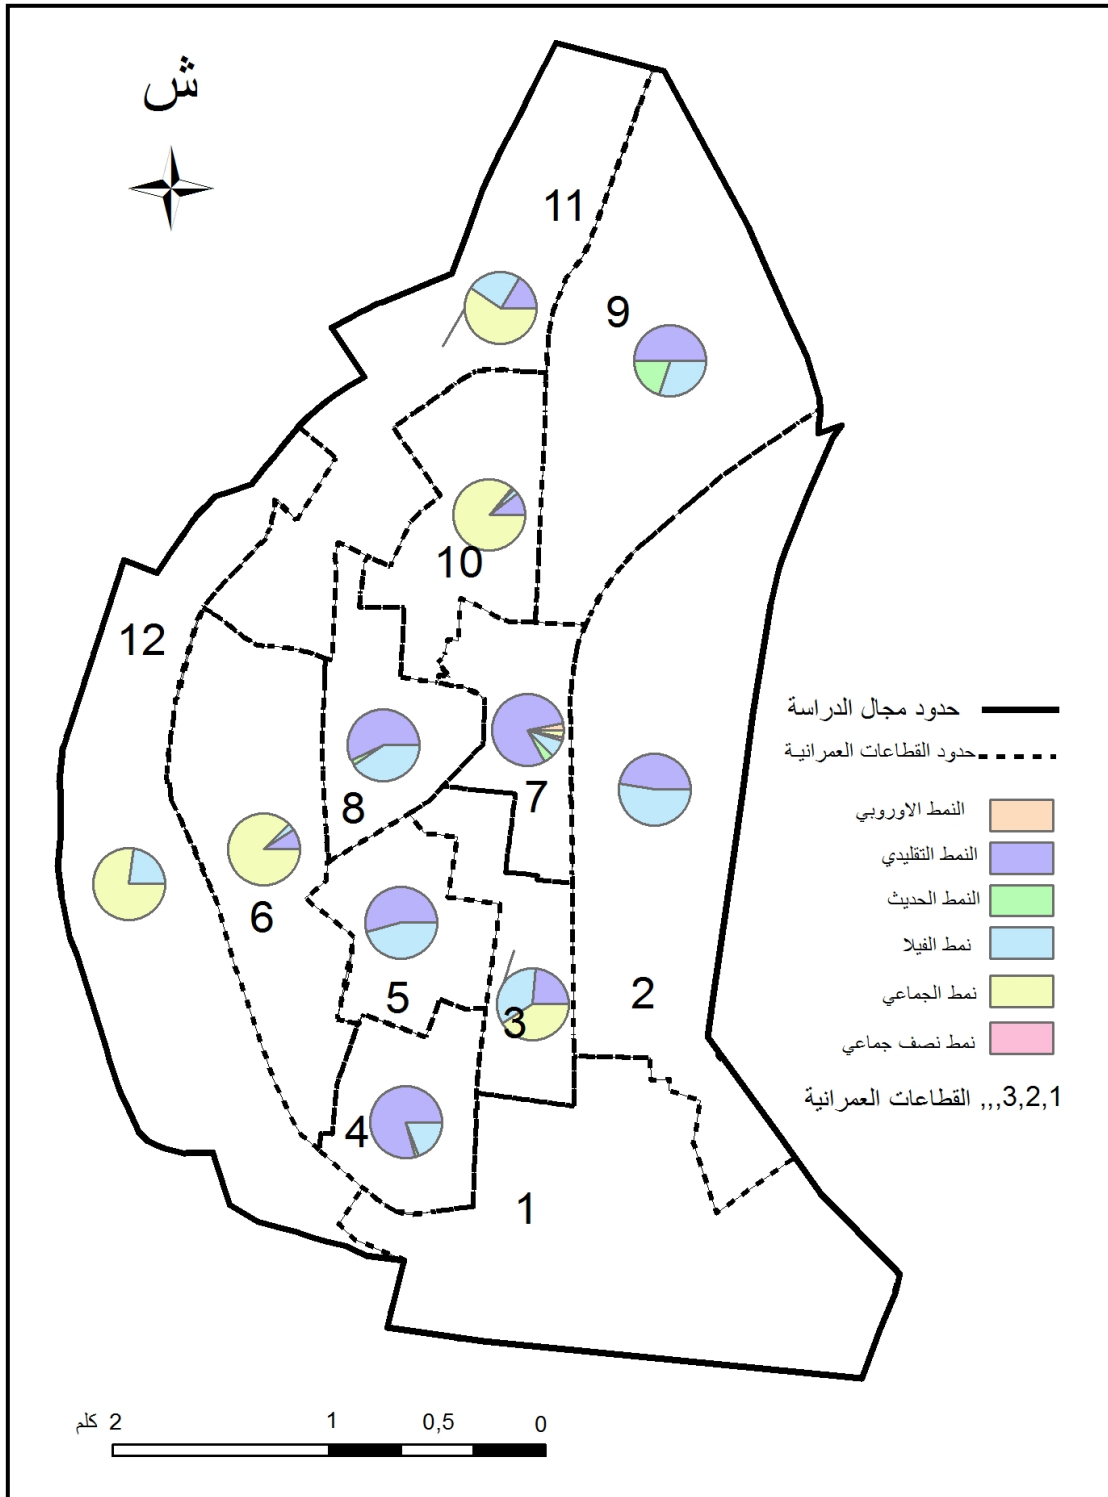 ش
11
9
10
12
8
7
6
5
3
2
4
1
حدود مجال الدراسة
حدود القطاعات العمرانية
النمط الاوروبي
النمط التقليدي
النمط الحديث
نمط الفيلا
نمط الجماعي
نمط نصف جماعي
3,2,1,,, القطاعات العمرانية
كلم 2 1 0,5 0